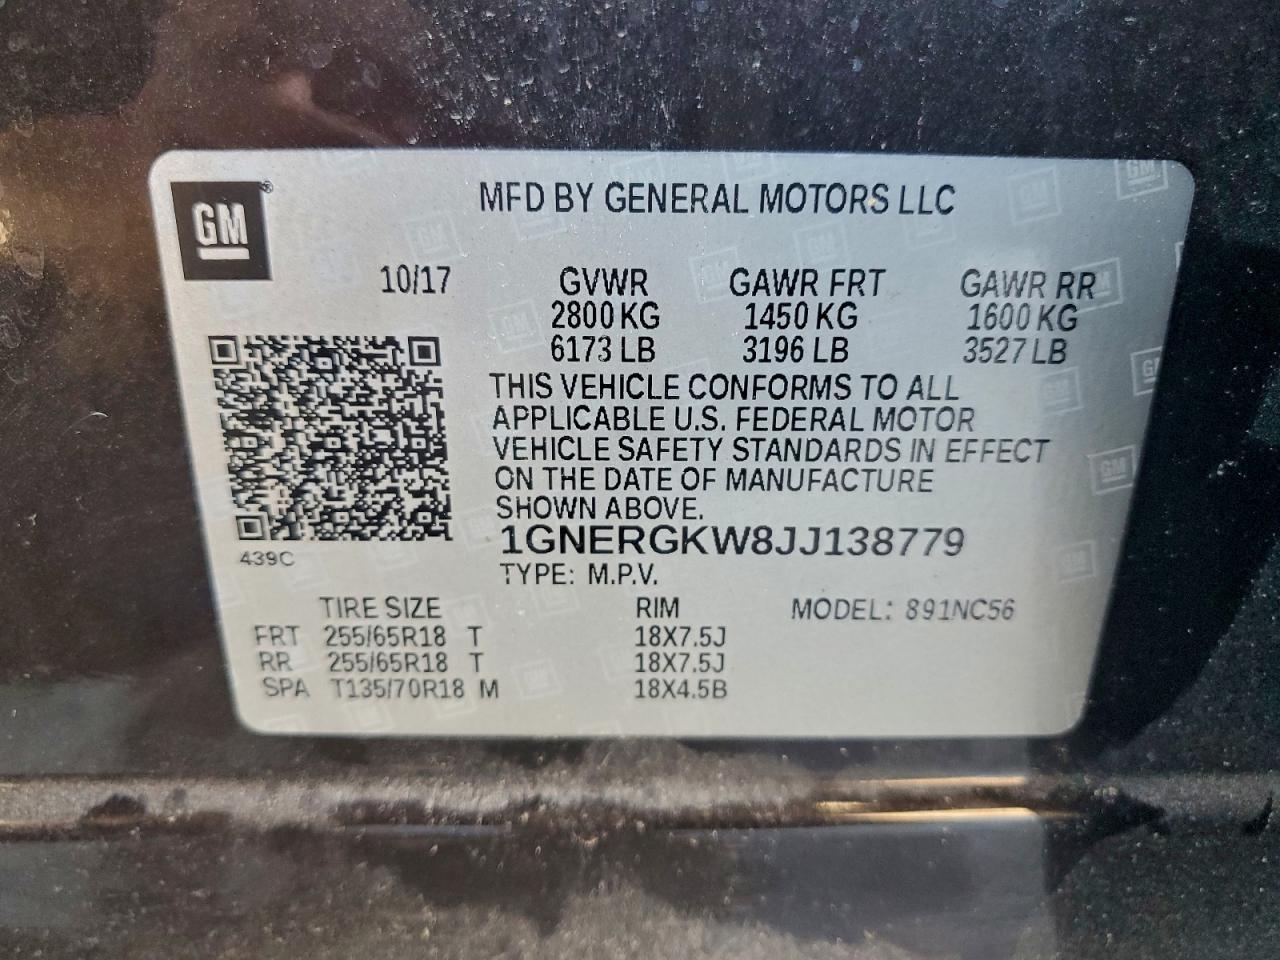 GM®
MFD BY GENERAL MOTORS LLC
10/17 GVWR GAWR FRT GAWR RR
2800 KG 1450 KG 1600 KG
6173 LB 3196 LB 3527 LB
THIS VEHICLE CONFORMS TO ALL
APPLICABLE U.S. FEDERAL MOTOR
VEHICLE SAFETY STANDARDS IN EFFECT
ON THE DATE OF MANUFACTURE
SHOWN ABOVE.
1GNERGKW8JJ138779
439C
TYPE: M.P.V.
TIRE SIZE RIM MODEL: 891NC56
FRT 255/65R18 T 18X7.5J
RR 255/65R18 T 18X7.5J
SPA T135/70R18 M 18X4.5B